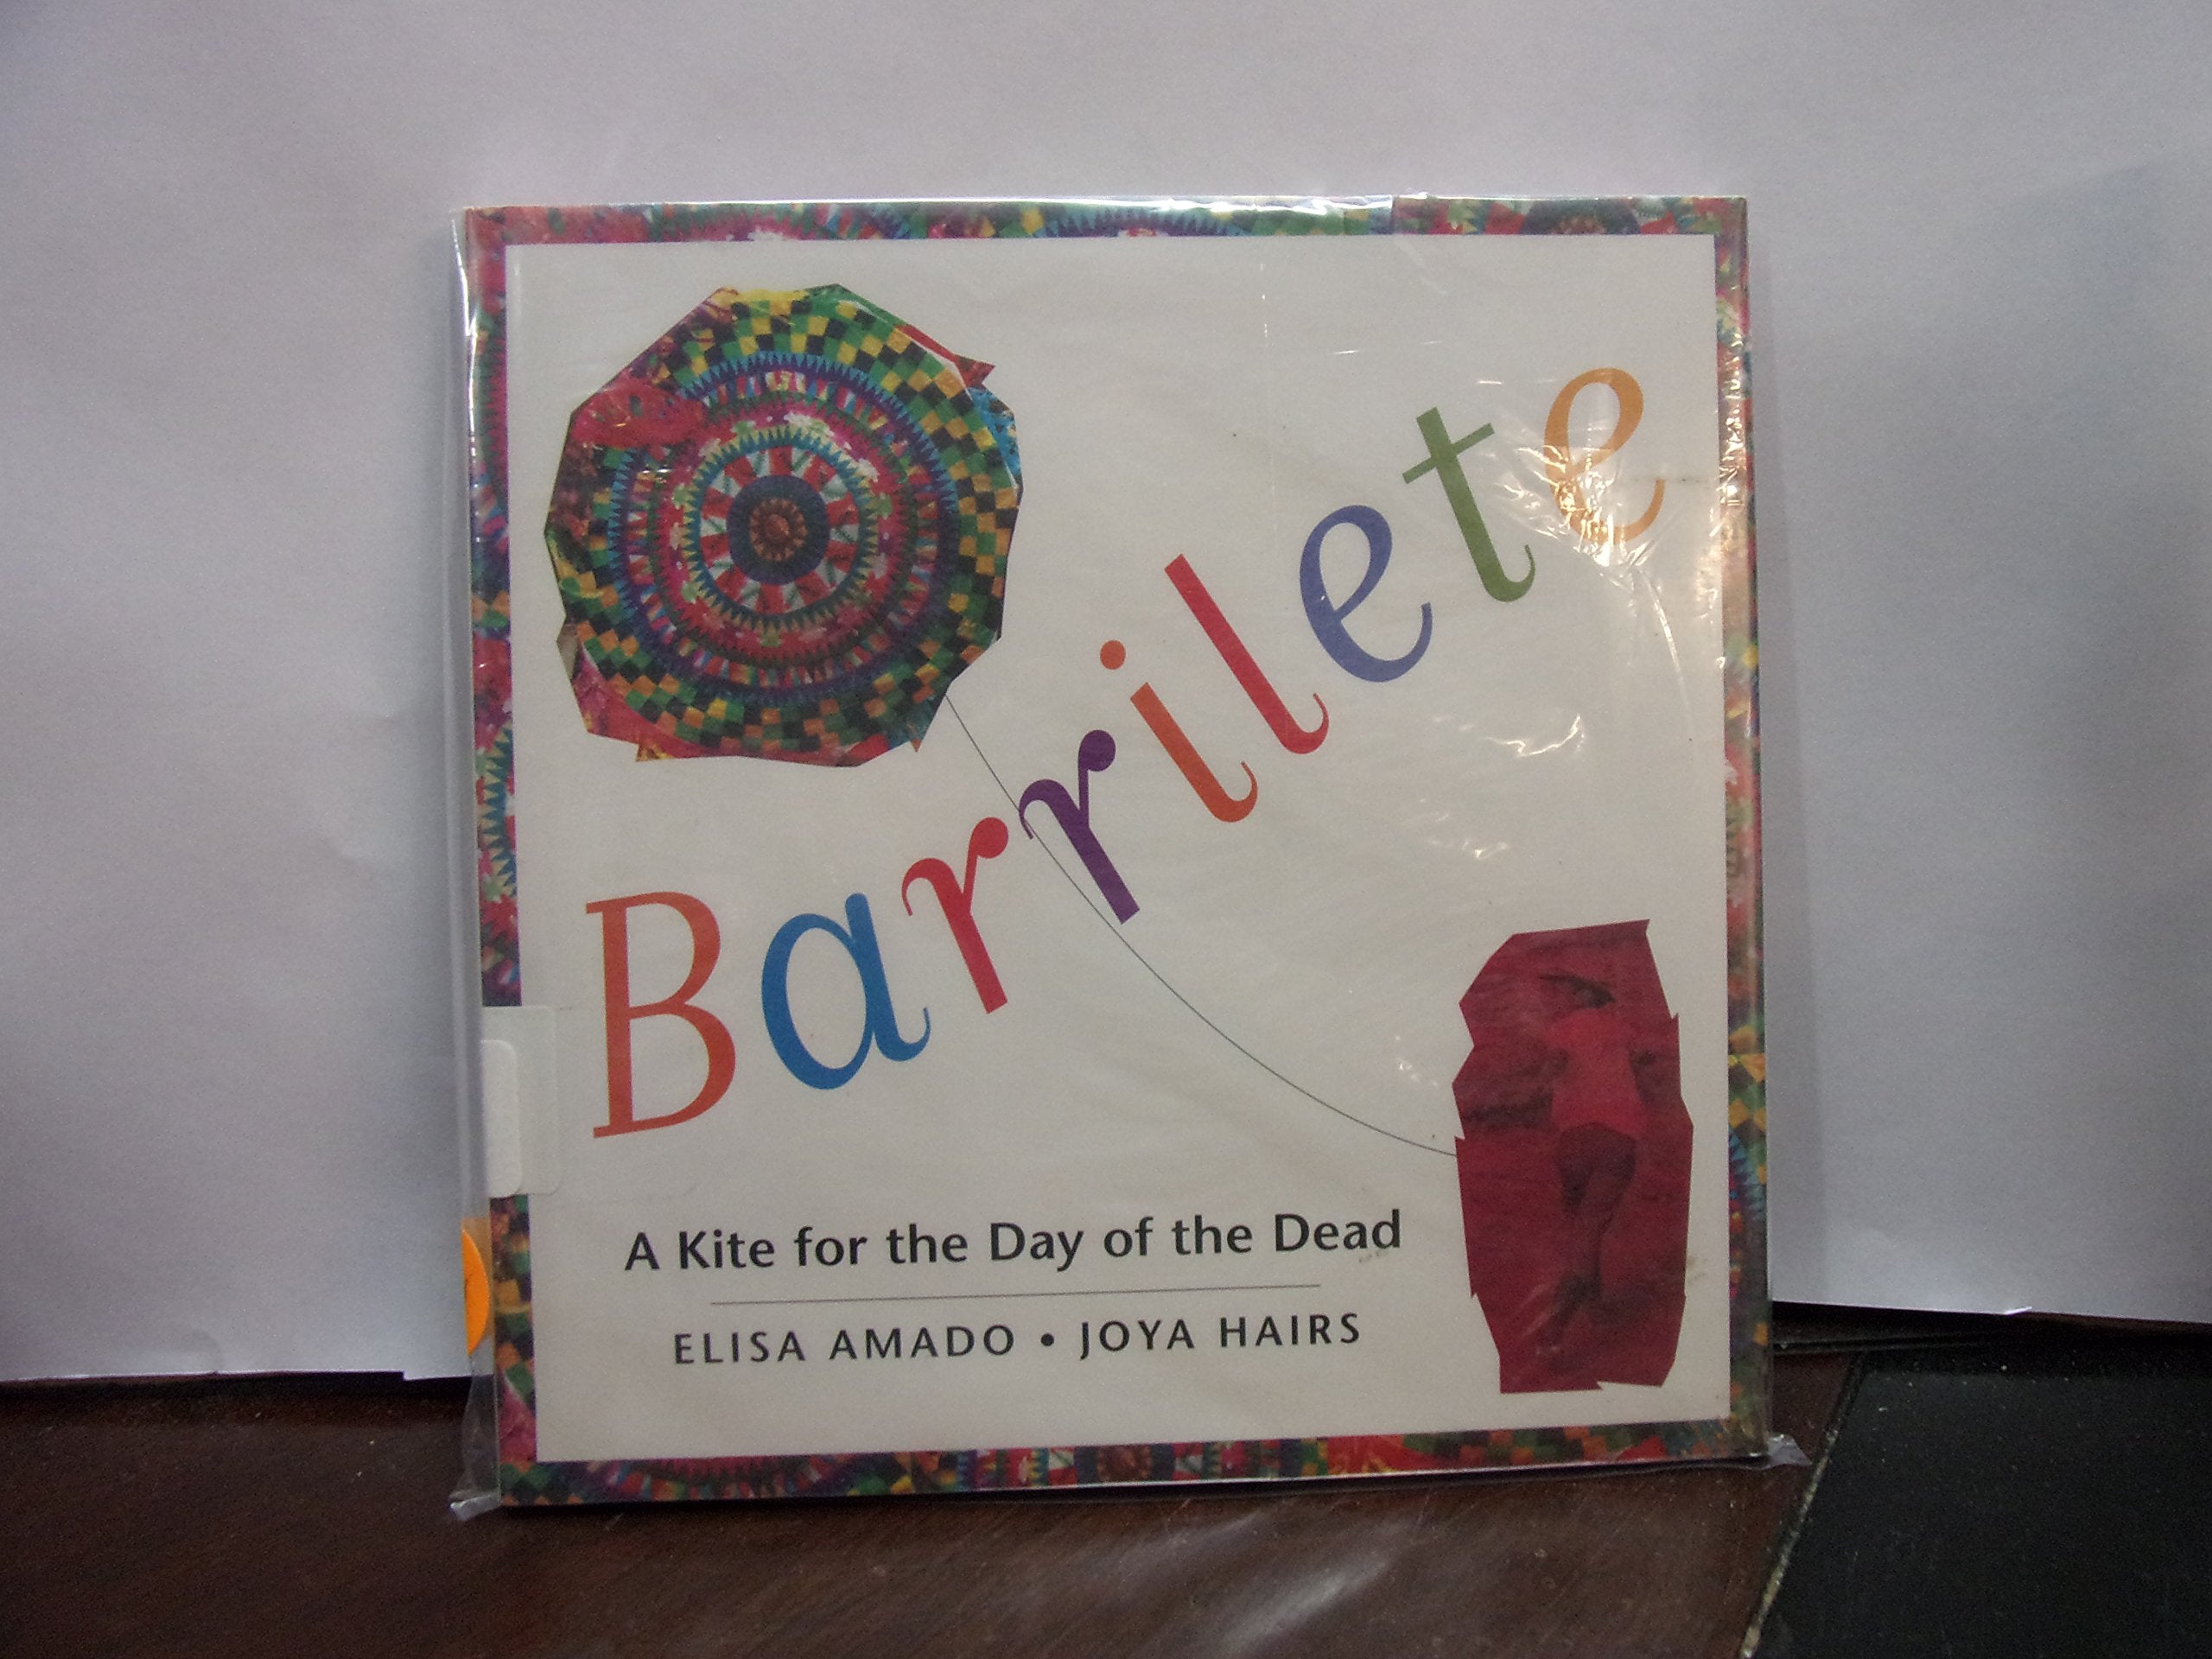 Barrilete
A Kite for the Day of the Dead
ELISA AMADO • JOYA HAIRS